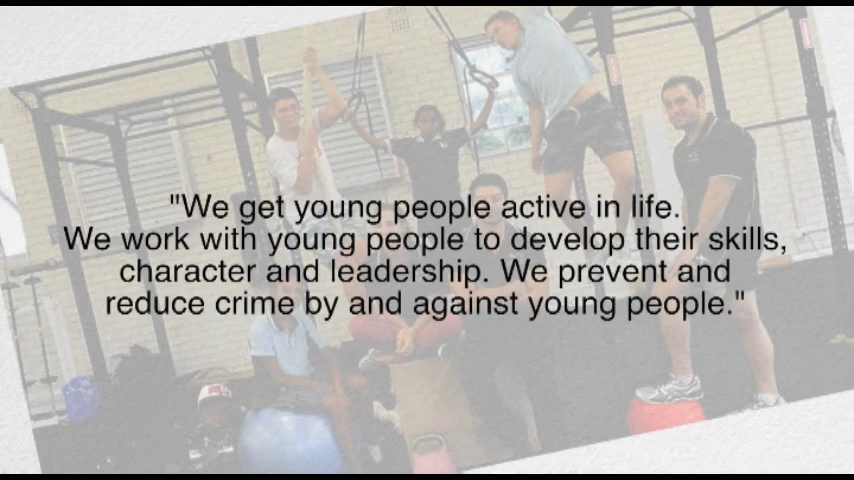 "We get young people active in life.
We work with young people to develop their skills,
character and leadership. We prevent and
reduce crime by and against young people."